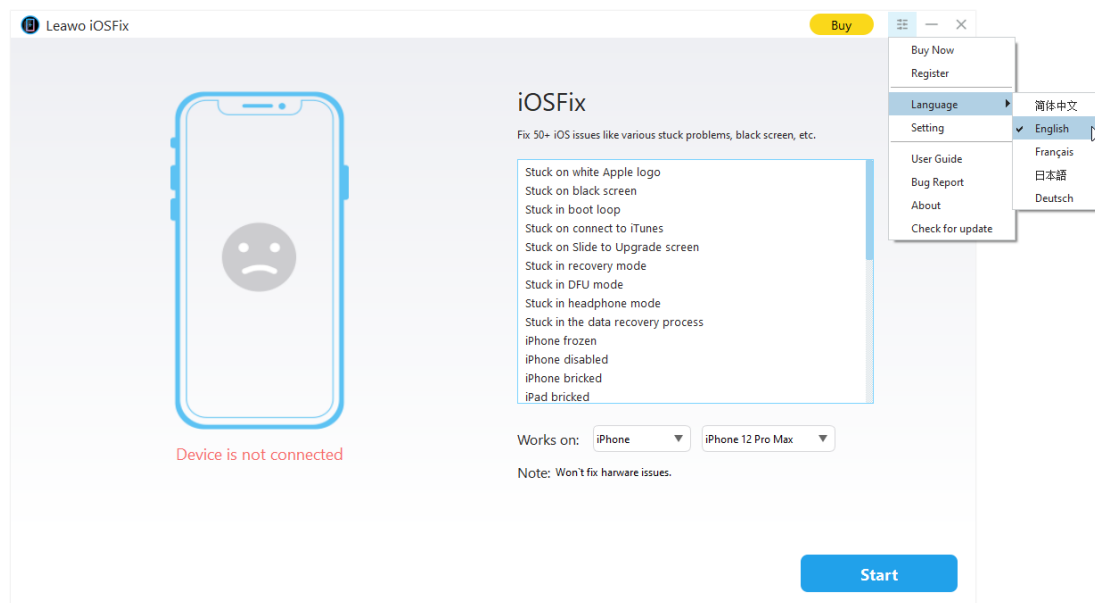 Leawo iOSFix
Buy
Buy Now
Register
Language
Setting
User Guide
Bug Report
About
Check for update
简体中文
English
Français
日本語
Deutsch
iOSFix
Fix 50+ iOS issues like various stuck problems, black screen, etc.
Stuck on white Apple logo
Stuck on black screen
Stuck in boot loop
Stuck on connect to iTunes
Stuck on Slide to Upgrade screen
Stuck in recovery mode
Stuck in DFU mode
Stuck in headphone mode
Stuck in the data recovery process
iPhone frozen
iPhone disabled
iPhone bricked
iPad bricked
Device is not connected
Works on: iPhone iPhone 12 Pro Max
Note: Won`t fix harware issues.
Start